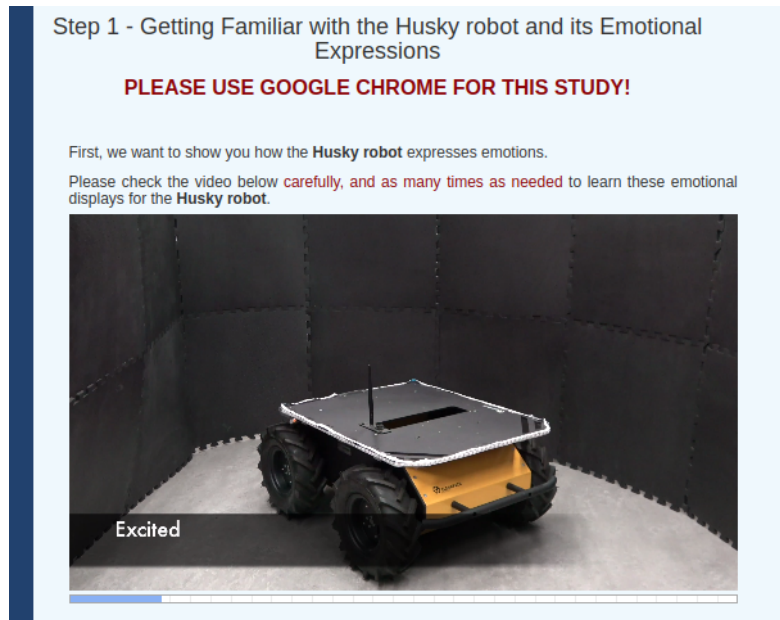 Step 1 - Getting Familiar with the Husky robot and its Emotional
Expressions
PLEASE USE GOOGLE CHROME FOR THIS STUDY!
First, we want to show you how the Husky robot expresses emotions.
Please check the video below carefully, and as many times as needed to learn these emotional
displays for the Husky robot.
Excited